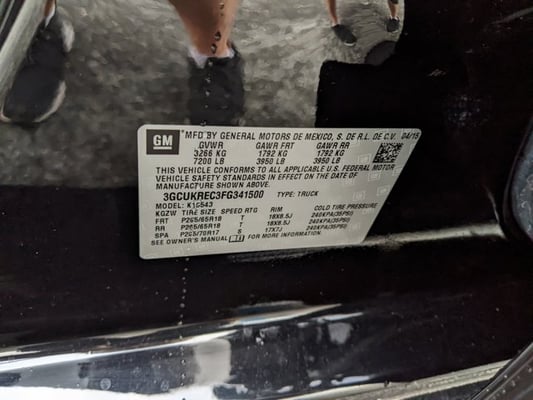 GM
MFD BY GENERAL MOTORS DE MEXICO, S. DE R.L. DE C.V. 04/15
GVWR GAWR FRT GAWR RR
3266 KG 1792 KG 1792 KG
7200 LB 3950 LB 3950 LB
THIS VEHICLE CONFORMS TO ALL APPLICABLE U.S. FEDERAL MOTOR
VEHICLE SAFETY STANDARDS IN EFFECT ON THE DATE OF
MANUFACTURE SHOWN ABOVE.
3GCUKREC3FG341500 TYPE: TRUCK
MODEL: K15543
KGZW TIRE SIZE SPEED RTG RIM COLD TIRE PRESSURE
FRT P265/65R18 T 18X8.5J 240KPA(35PSI)
RR P265/65R18 T 18X8.5J 240KPA(35PSI)
SPA P265/70R17 S 17X7J 240KPA(35PSI)
SEE OWNER'S MANUAL FOR MORE INFORMATION